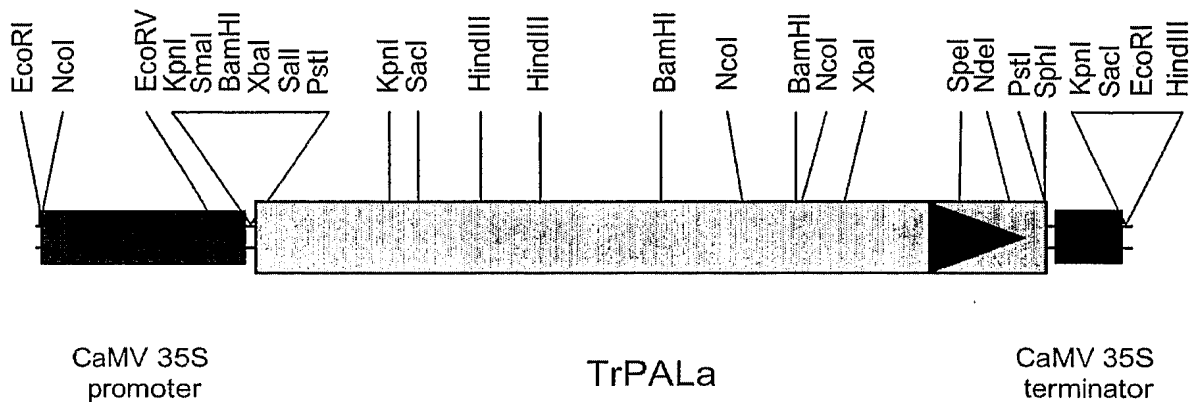 EcoRI
NcoI
EcoRV
KpnI
SmaI
BamHI
XbaI
SalI
PstI
KpnI
SacI
HindIII
HindIII
BamHI
NcoI
BamHI
NcoI
XbaI
SpeI
NdeI
PstI
SphI
KpnI
SacI
EcoRI
HindIII
CaMV 35S
promoter
TrPALa
CaMV 35S
terminator